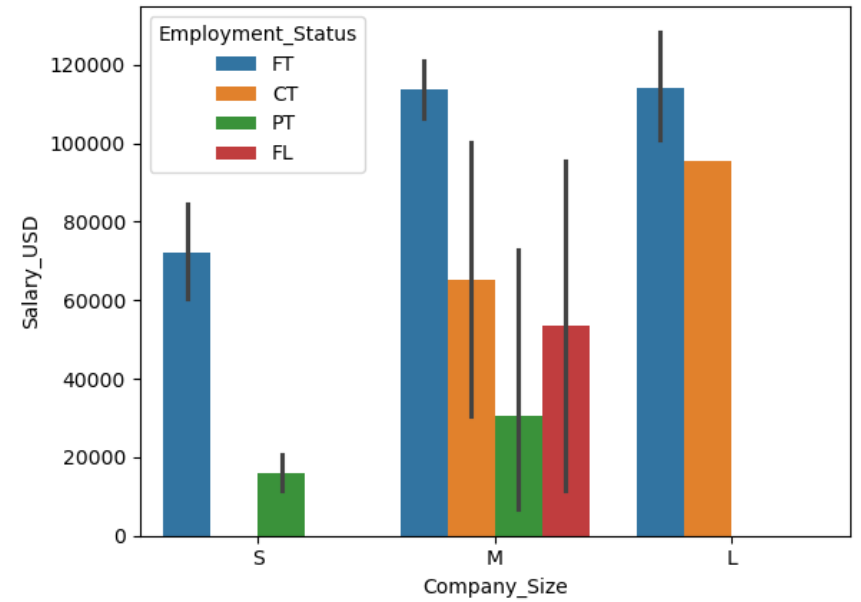 Employment_Status
FT
CT
PT
FL
120000
100000
80000
60000
40000
20000
0
Salary_USD
S M L
Company_Size